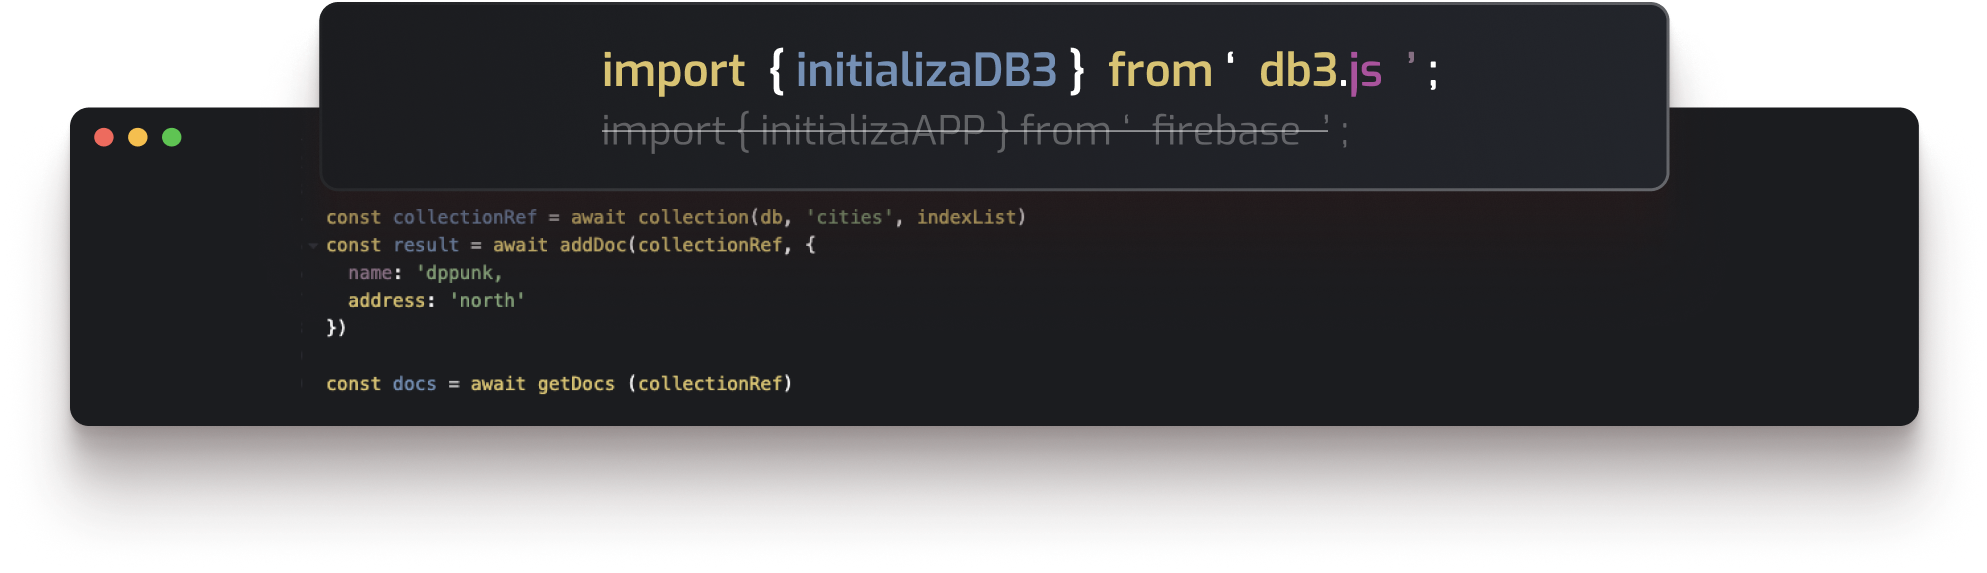 import { initializaDB3 } from ‘ db3.js ’ ;
import { initializaAPP } from ‘ firebase ’ ;
const collectionRef = await collection(db, 'cities', indexList)
const result = await addDoc(collectionRef, {
name: 'dppunk,
address: 'north'
})
const docs = await getDocs (collectionRef)